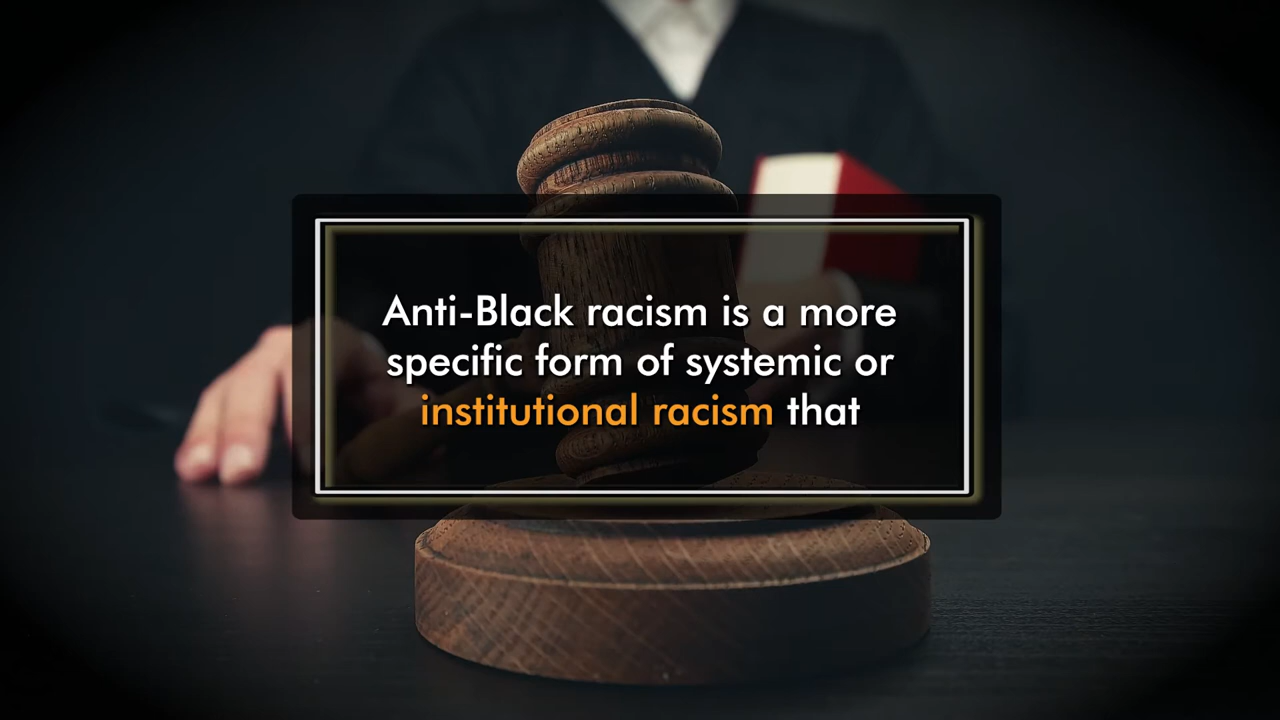 Anti-Black racism is a more
specific form of systemic or
institutional racism that